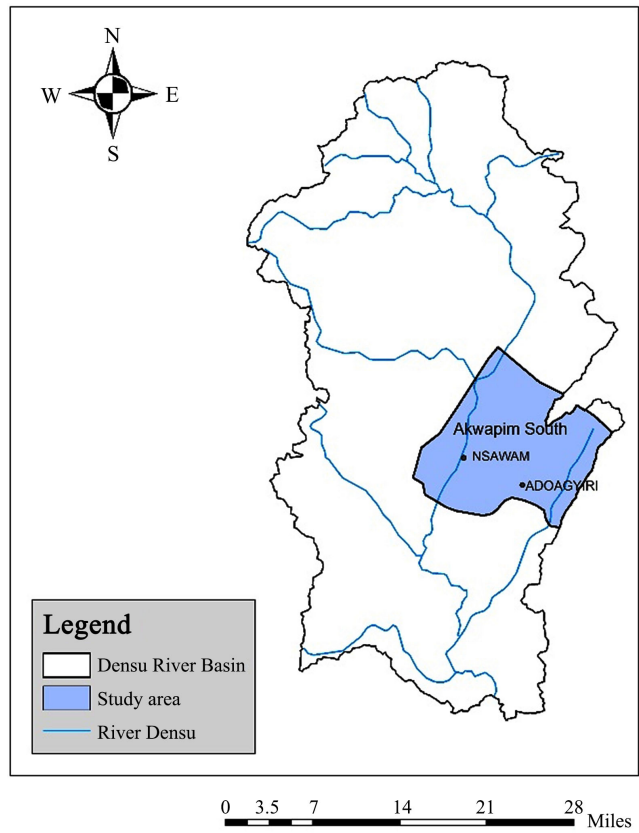 N
W E
S
Akwapim South
NSAWAM
ADOAGYIRI
Legend
Densu River Basin
Study area
River Densu
0 3.5 7 14 21 28
Miles